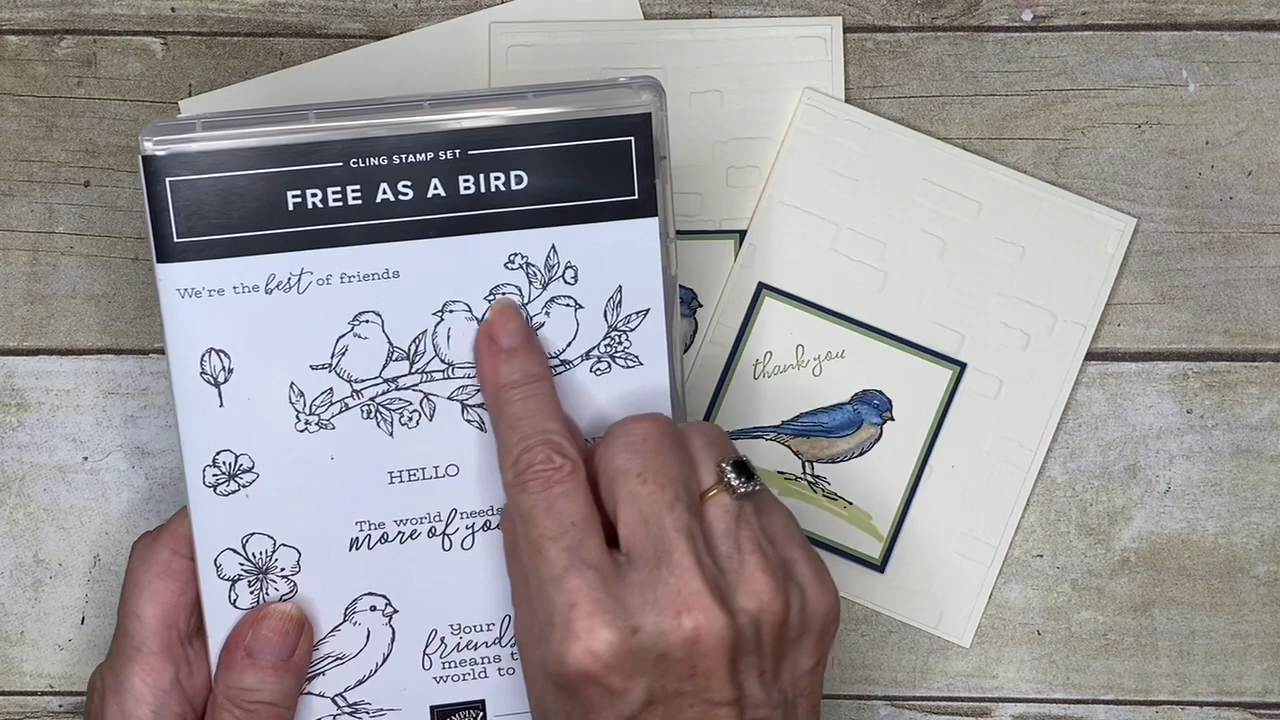 CLING STAMP SET
FREE AS A BIRD
We're the best of friends
HELLO
The world needs
more of you
Your
friends
means
world to
thank you